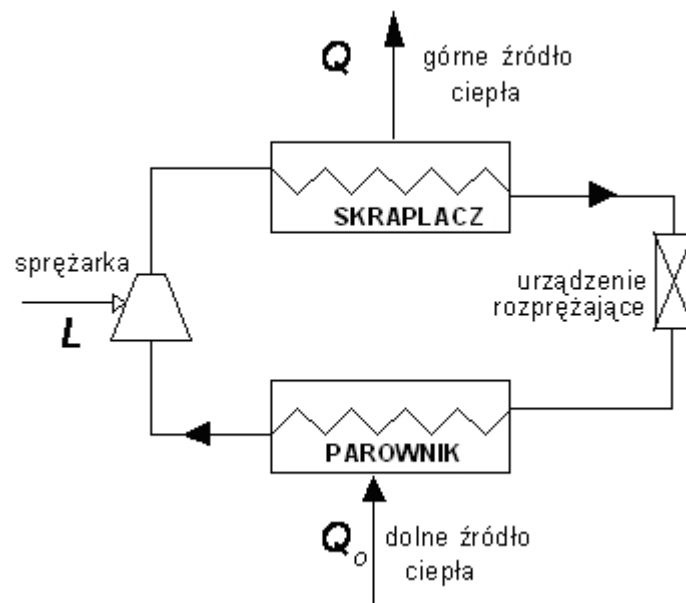 Q
górne źródło
ciepła
SKRAPLACZ
sprężarka
L
urządzenie
rozprężające
PAROWNIK
Qo
dolne źródło
ciepła